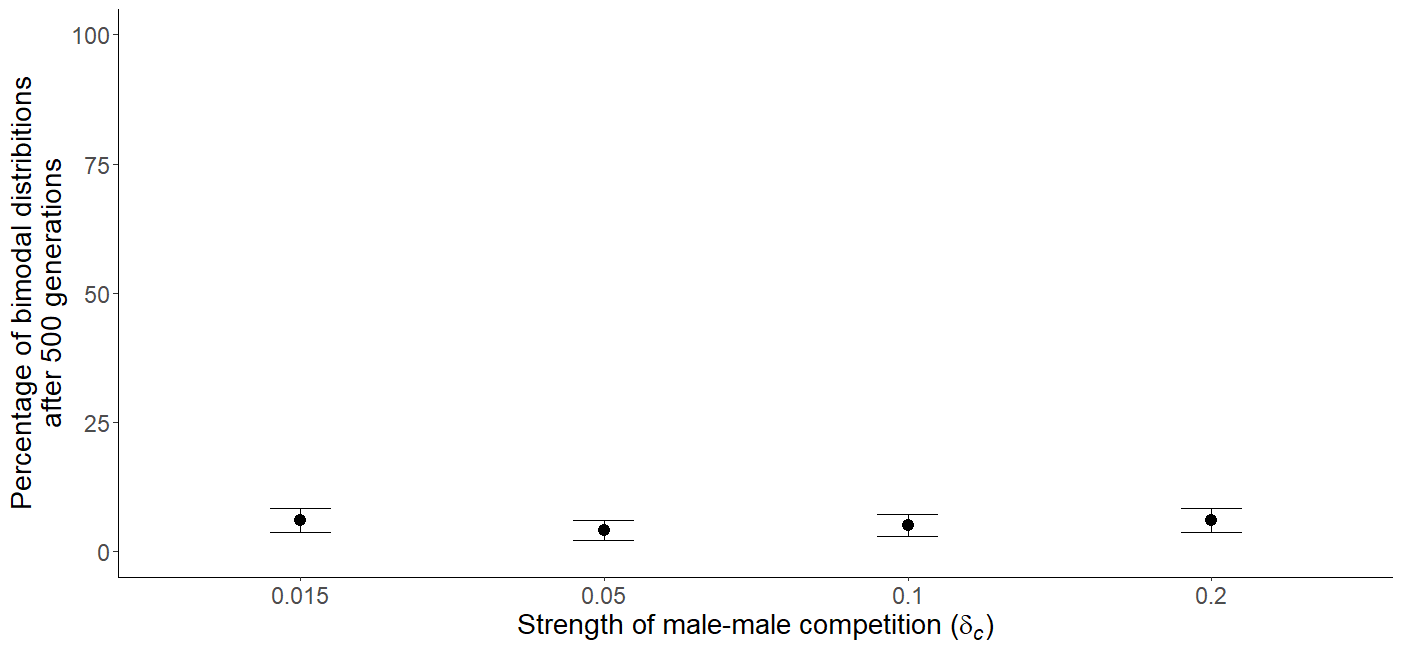 Percentage of bimodal distribitions
after 500 generations
100
75
50
25
0
0.015 0.05 0.1 0.2
Strength of male-male competition (δc)